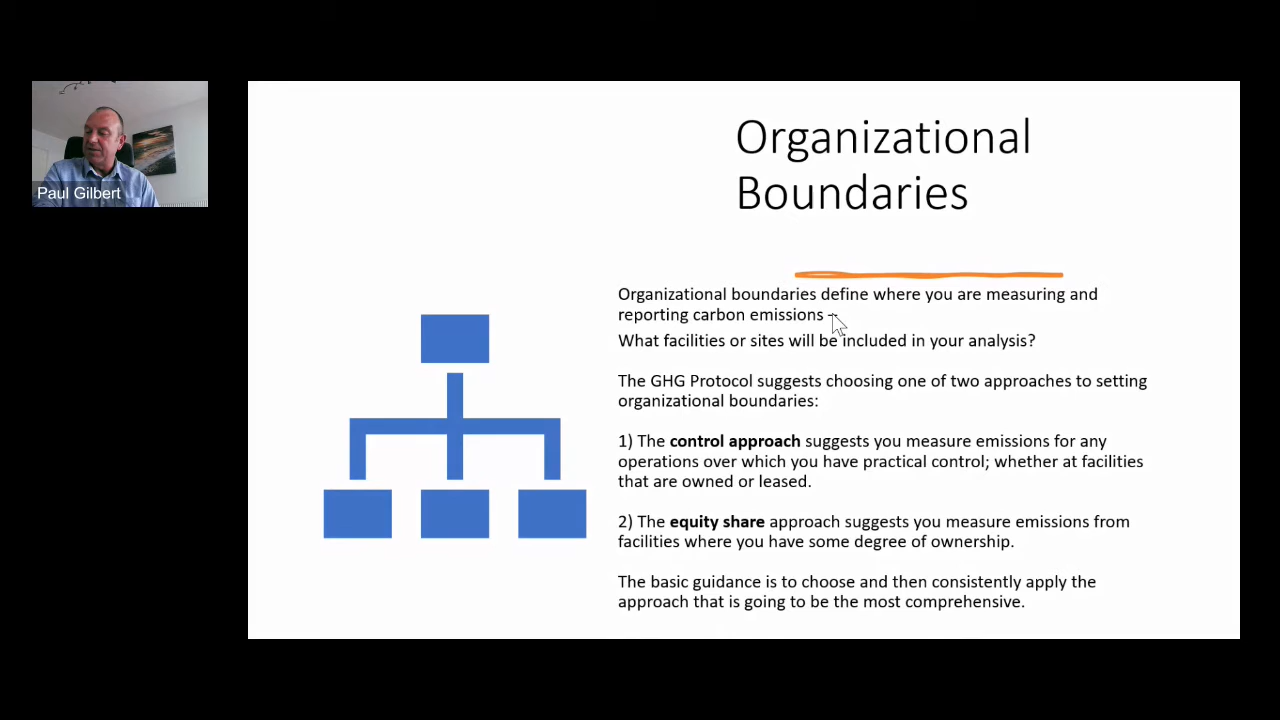 Paul Gilbert
Organizational
Boundaries
Organizational boundaries define where you are measuring and
reporting carbon emissions –
What facilities or sites will be included in your analysis?
The GHG Protocol suggests choosing one of two approaches to setting
organizational boundaries:
1) The control approach suggests you measure emissions for any
operations over which you have practical control; whether at facilities
that are owned or leased.
2) The equity share approach suggests you measure emissions from
facilities where you have some degree of ownership.
The basic guidance is to choose and then consistently apply the
approach that is going to be the most comprehensive.